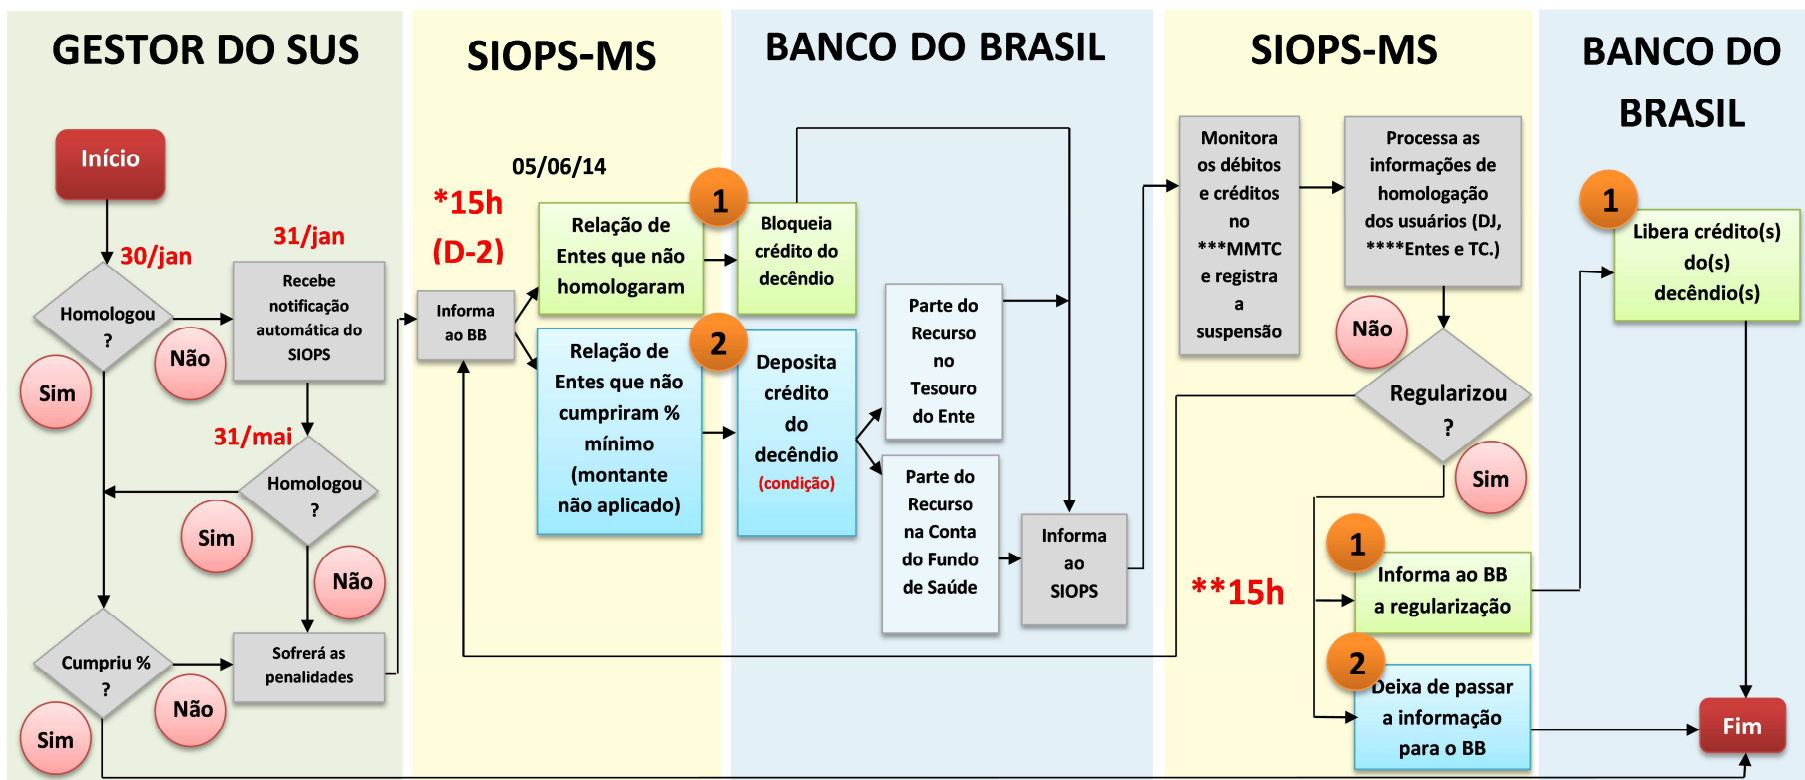 GESTOR DO SUS
Início
30/jan
31/jan
Homologou
?
Não
Sim
Recebe
notificação
automática do
SIOPS
31/mai
Homologou
?
Sim
Não
Cumpriu %
?
Não
Sim
Sofrerá as
penalidades
SIOPS-MS
05/06/14
*15h
(D-2)
Informa
ao BB
Relação de
Entes que não
homologaram
Relação de
Entes que não
cumpriram %
mínimo
(montante
não aplicado)
BANCO DO BRASIL
1
Bloqueia
crédito do
decêndio
2
Deposita
crédito
do
decêndio
(condição)
Parte do
Recurso
no
Tesouro
do Ente
Parte do
Recurso
na Conta
do Fundo
de Saúde
Informa
ao
SIOPS
SIOPS-MS
Monitora
os débitos
e créditos
no
***MMTC
e registra
a
suspensão
Processa as
informações de
homologação
dos usuários (DJ,
****Entes e TC.)
Não
Regularizou
?
Sim
**15h
1
Informa ao BB
a regularização
2
Deixa de passar
a informação
para o BB
BANCO DO
BRASIL
1
Libera crédito(s)
do(s)
decêndio(s)
Fim